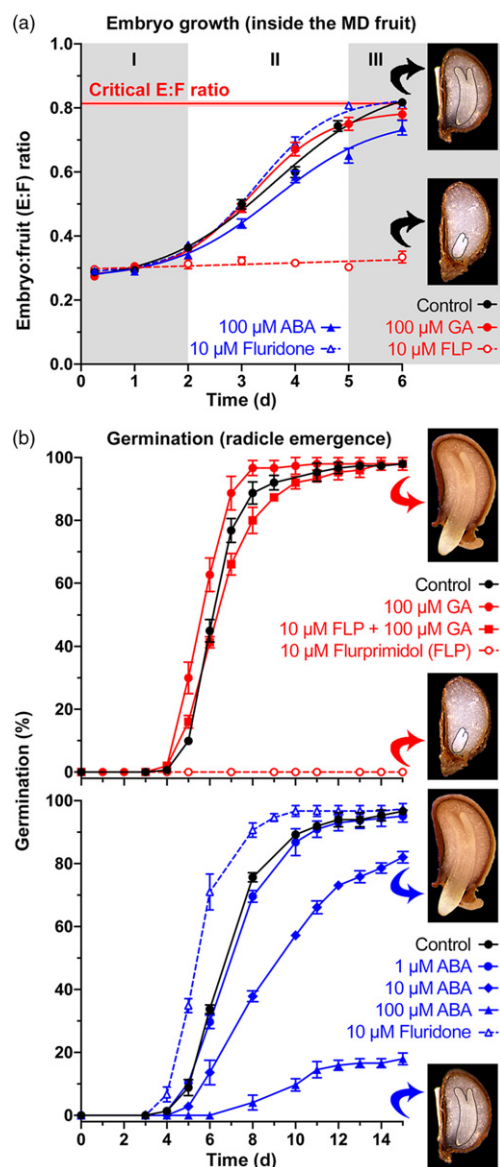 (a)
Embryo growth (inside the MD fruit)
I II III
Critical E:F ratio
Embryo:fruit (E:F) ratio
1.0
0.8
0.6
0.4
0.2
0.0
Control
100 µM ABA
100 µM GA
10 µM Fluridone
10 µM FLP
0 1 2 3 4 5 6
Time (d)
(b)
Germination (radicle emergence)
100
80
60
40
20
0
Control
100 µM GA
10 µM FLP + 100 µM GA
10 µM Flurprimidol (FLP)
Germination (%)
100
80
60
40
20
0
Control
1 µM ABA
10 µM ABA
100 µM ABA
10 µM Fluridone
0 2 4 6 8 10 12 14
Time (d)